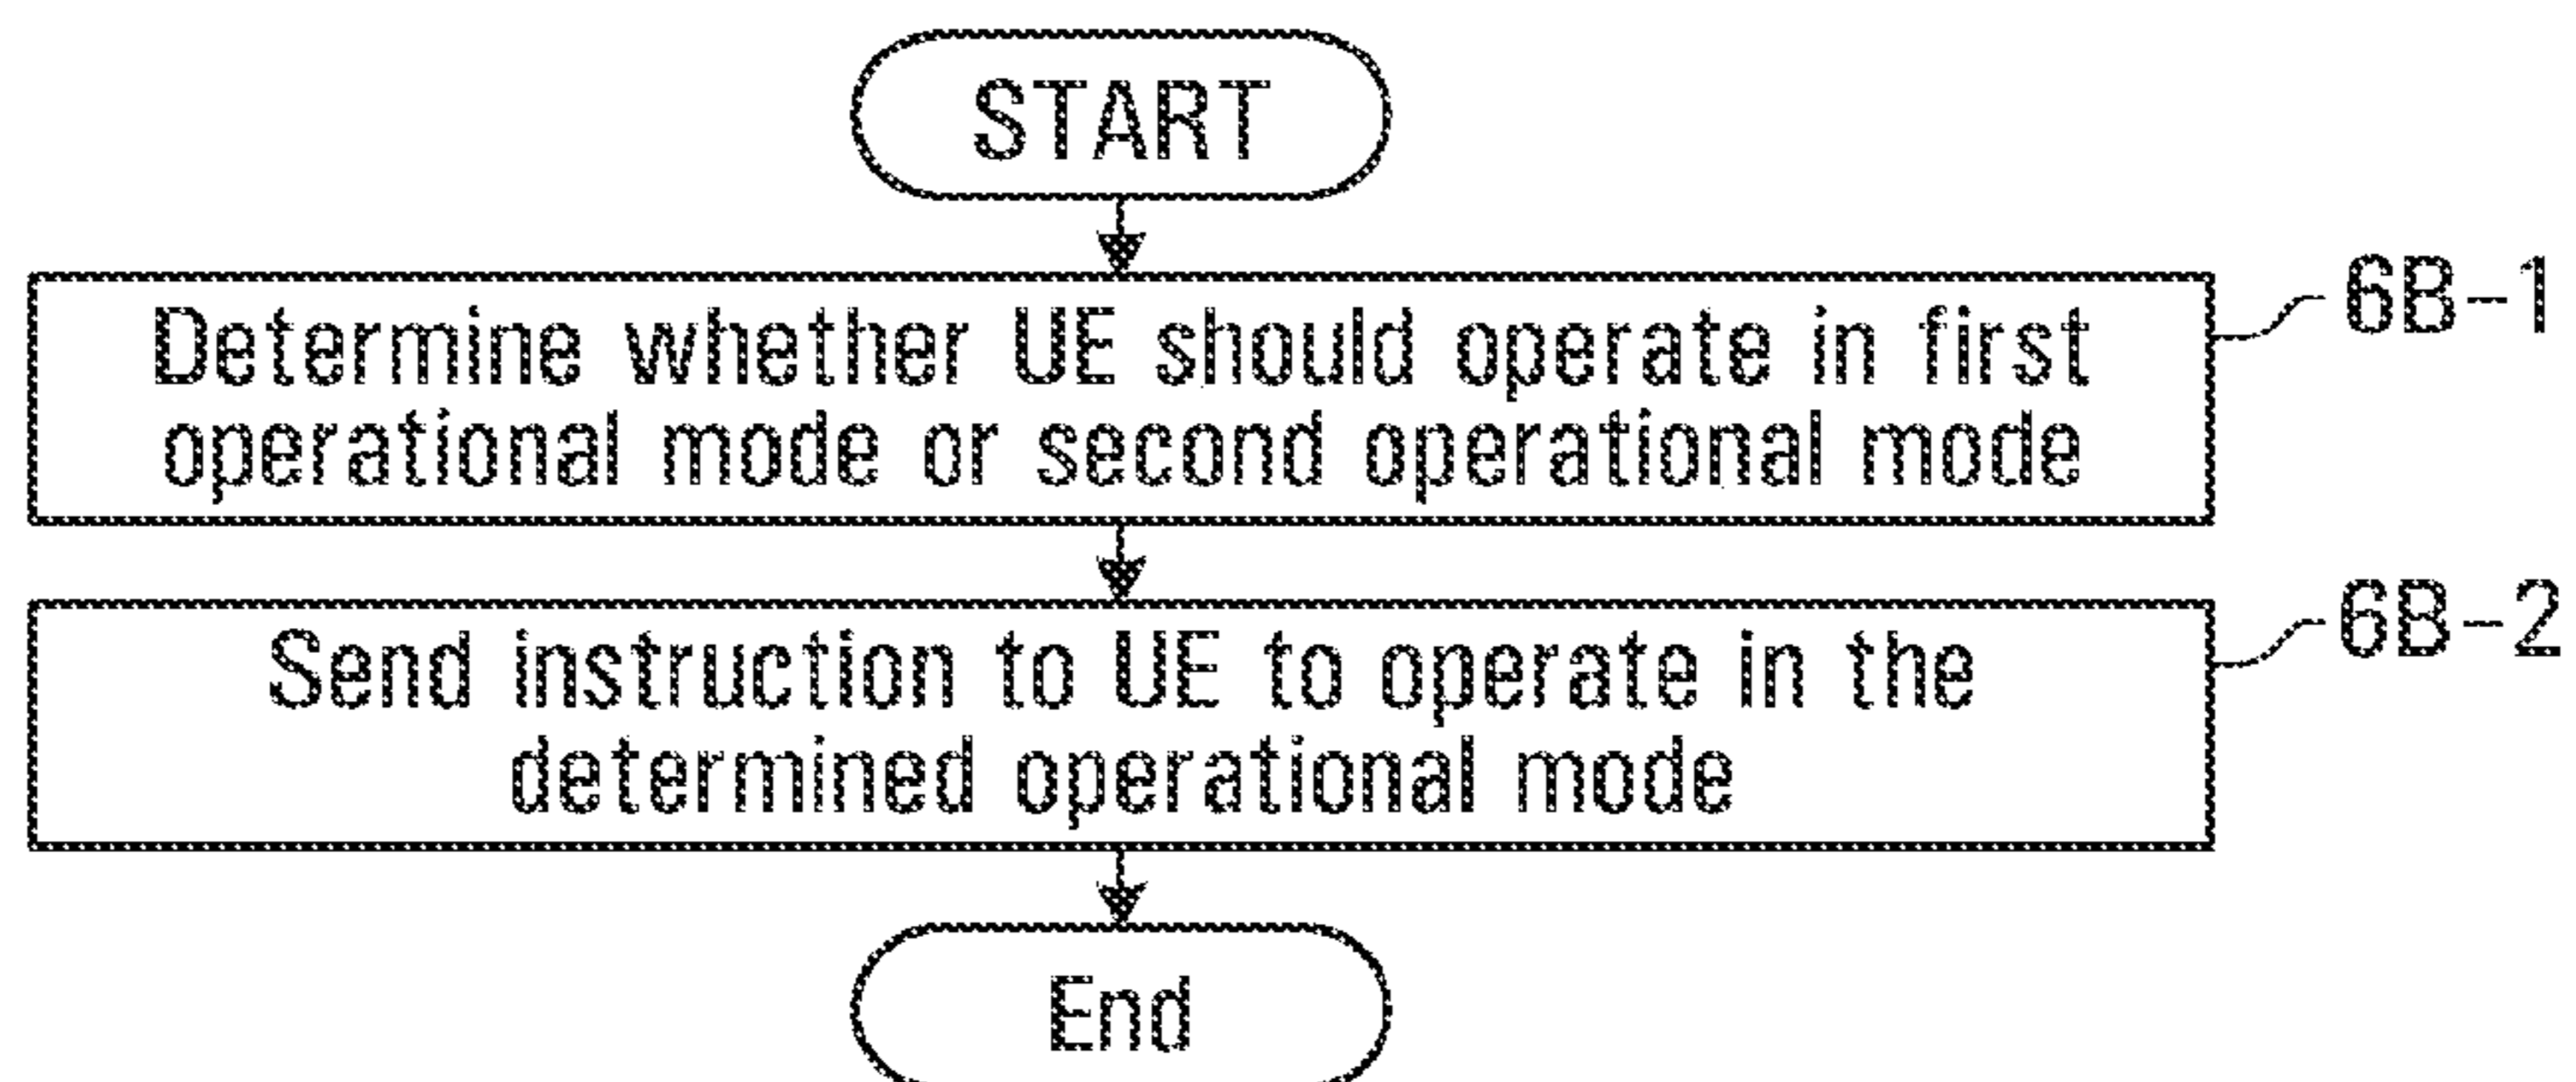 START
Determine whether UE should operate in first
operational mode or second operational mode
6B-1
Send instruction to UE to operate in the
determined operational mode
6B-2
End